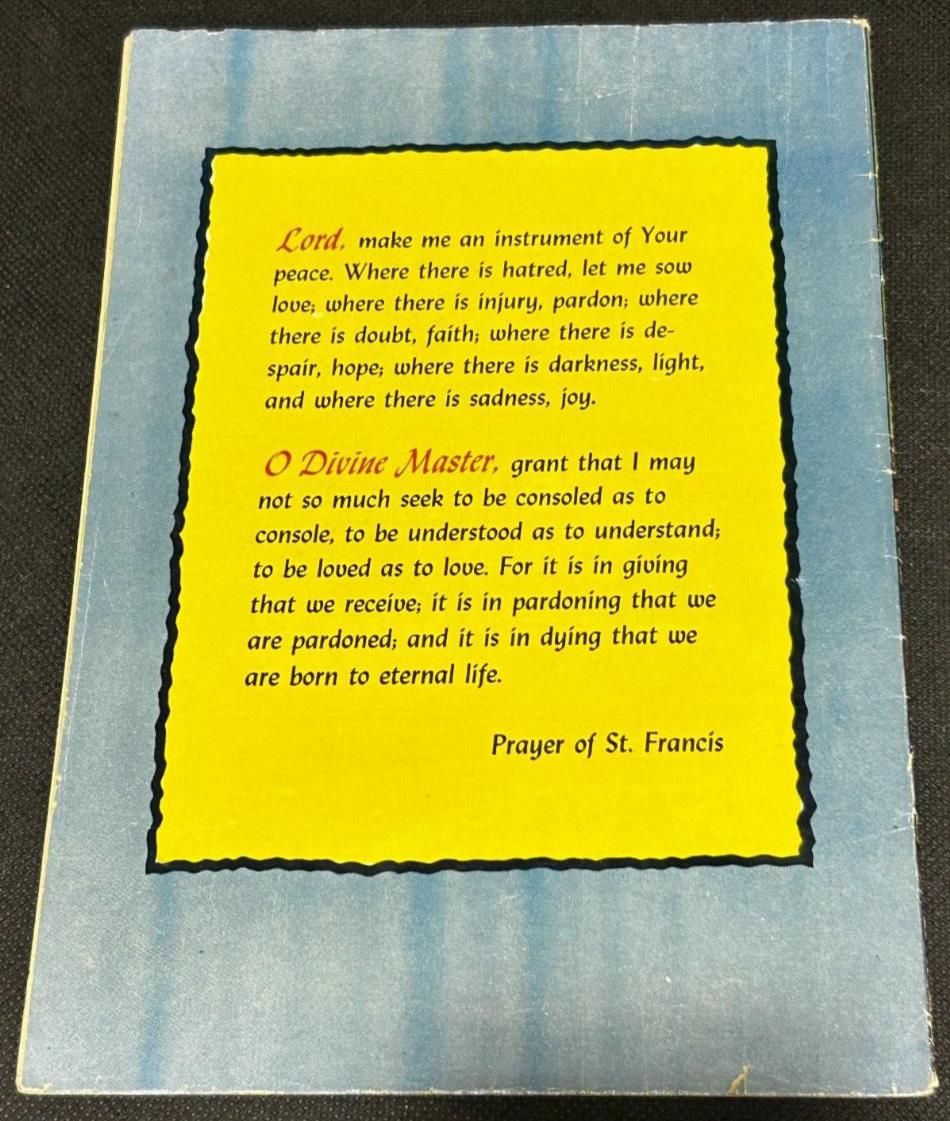 Lord, make me an instrument of Your
peace. Where there is hatred, let me sow
love; where there is injury, pardon; where
there is doubt, faith; where there is de-
spair, hope; where there is darkness, light,
and where there is sadness, joy.
O Divine Master, grant that I may
not so much seek to be consoled as to
console, to be understood as to understand;
to be loved as to love. For it is in giving
that we receive; it is in pardoning that we
are pardoned; and it is in dying that we
are born to eternal life.
Prayer of St. Francis